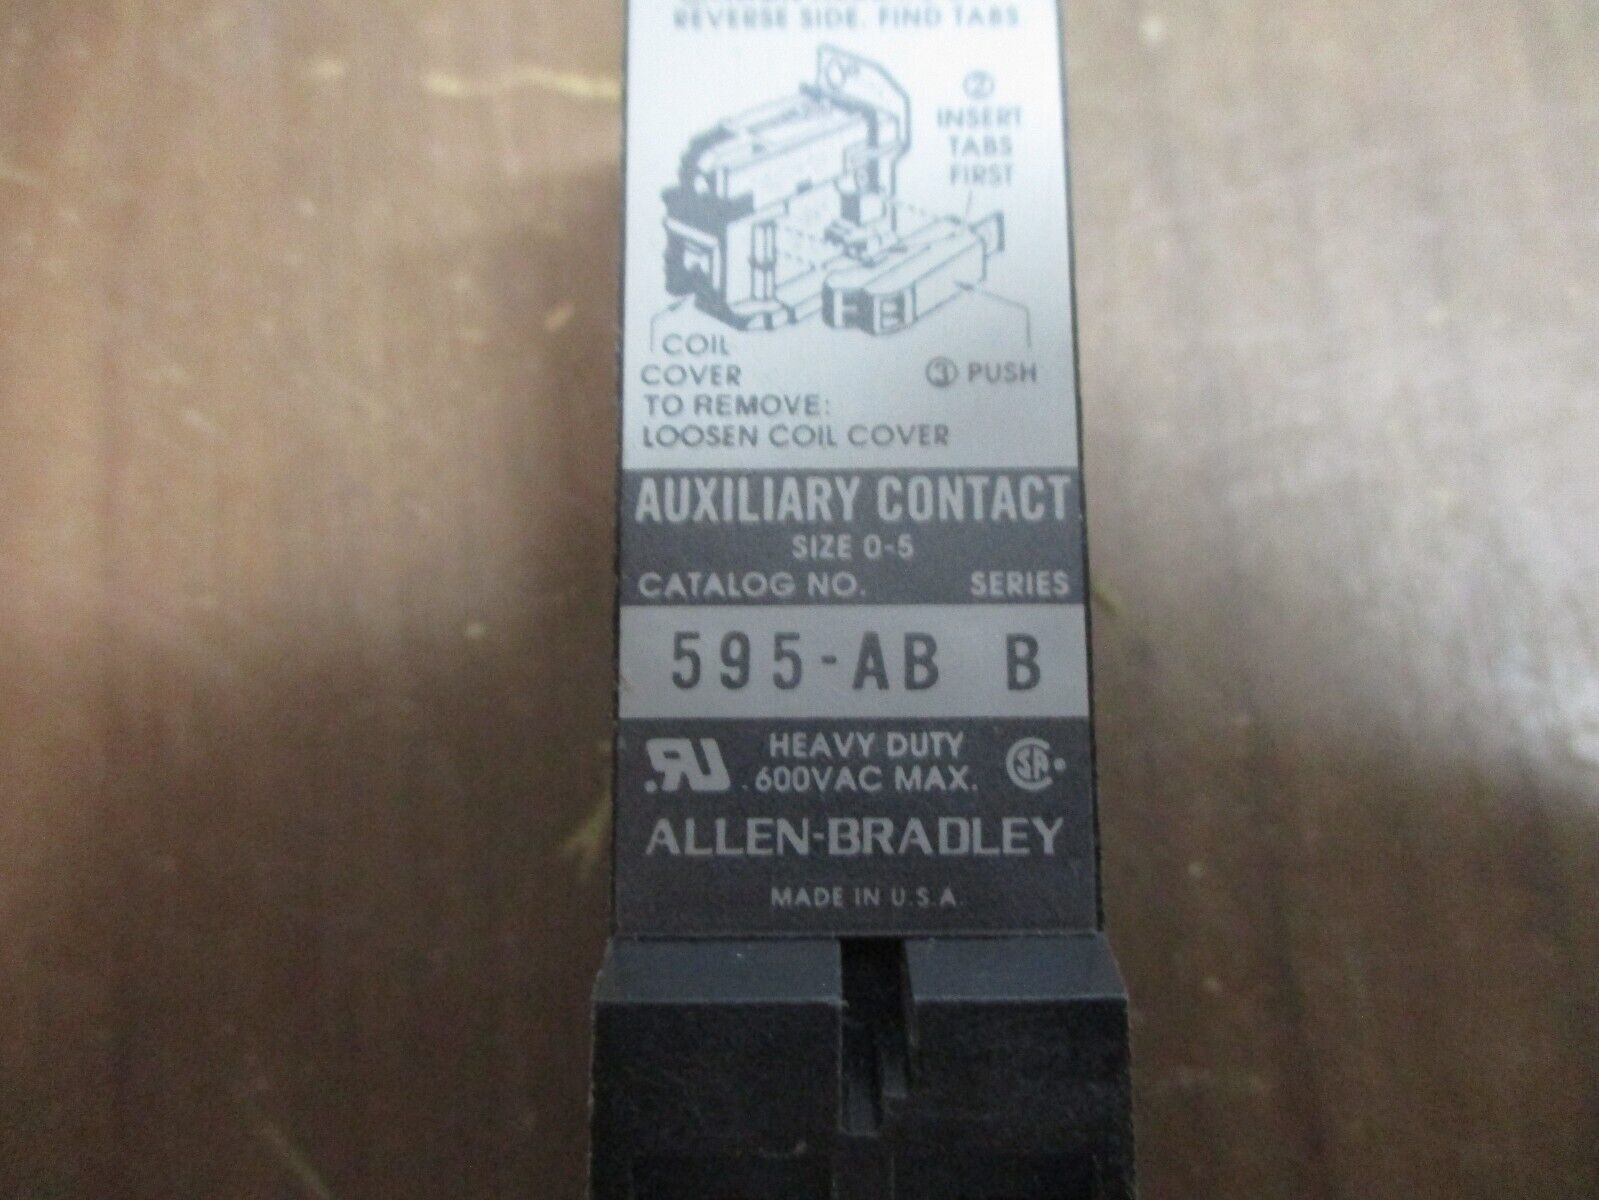 REVERSE SIDE. FIND TABS
②
INSERT
TABS
FIRST
COIL
COVER
③ PUSH
TO REMOVE:
LOOSEN COIL COVER
AUXILIARY CONTACT
SIZE 0-5
CATALOG NO. SERIES
595-AB B
HEAVY DUTY
600VAC MAX.
ALLEN-BRADLEY
MADE IN U.S.A.